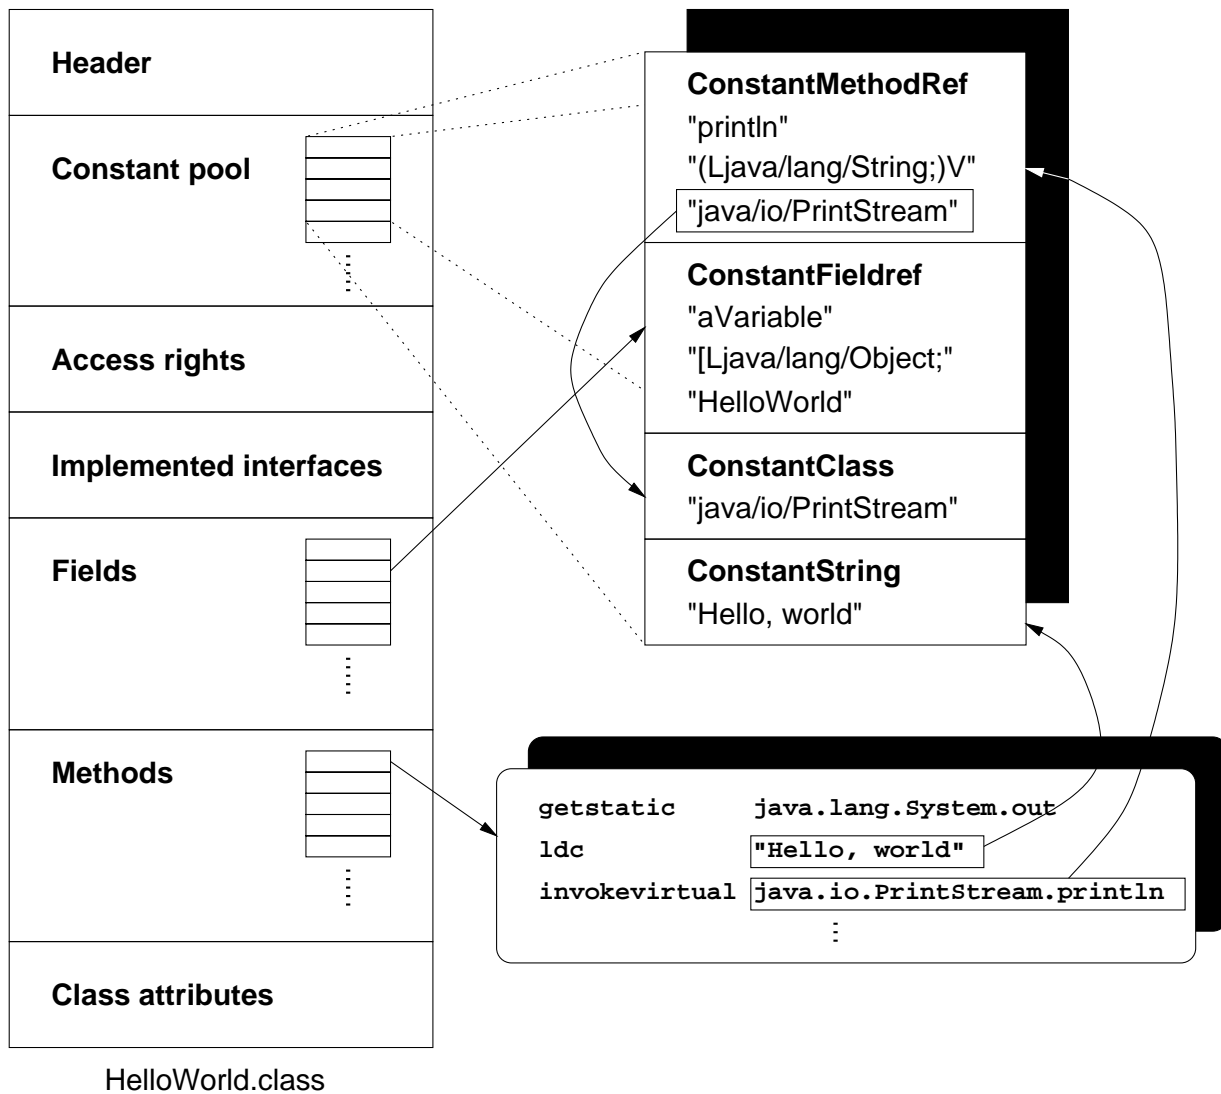 Header
Constant pool
Access rights
Implemented interfaces
Fields
Methods
Class attributes
HelloWorld.class
ConstantMethodRef
"println"
"(Ljava/lang/String;)V"
"java/io/PrintStream"
ConstantFieldref
"aVariable"
"[Ljava/lang/Object;"
"HelloWorld"
ConstantClass
"java/io/PrintStream"
ConstantString
"Hello, world"
getstatic java.lang.System.out
ldc "Hello, world"
invokevirtual java.io.PrintStream.println